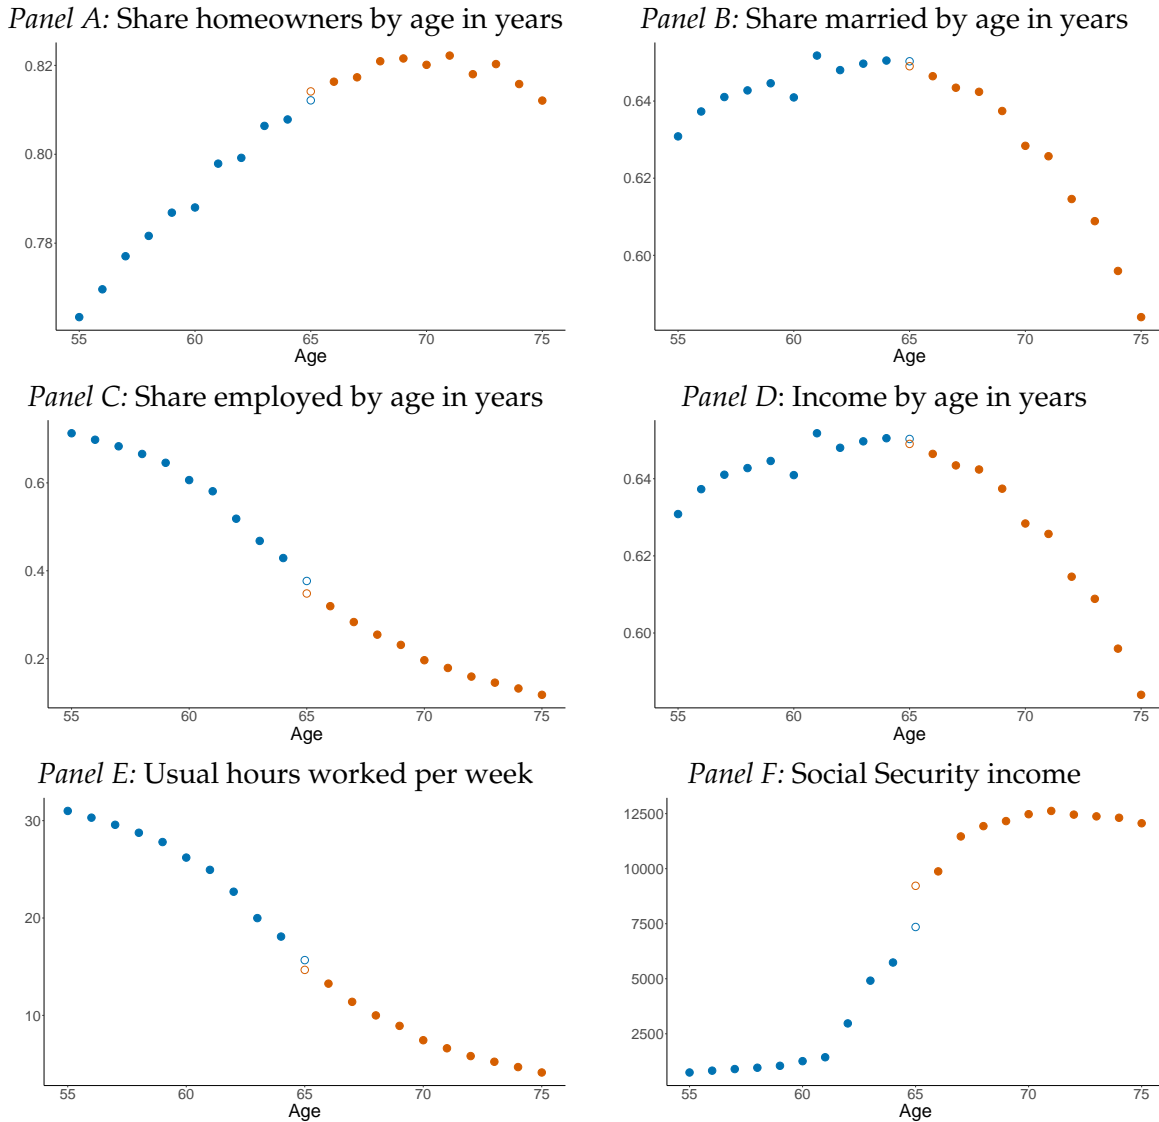 Panel A: Share homeowners by age in years
0.82
0.80
0.78
55 60 65 70 75
Age
Panel B: Share married by age in years
0.64
0.62
0.60
55 60 65 70 75
Age
Panel C: Share employed by age in years
0.6
0.4
0.2
55 60 65 70 75
Age
Panel D: Income by age in years
0.64
0.62
0.60
55 60 65 70 75
Age
Panel E: Usual hours worked per week
30
20
10
55 60 65 70 75
Age
Panel F: Social Security income
12500
10000
7500
5000
2500
55 60 65 70 75
Age